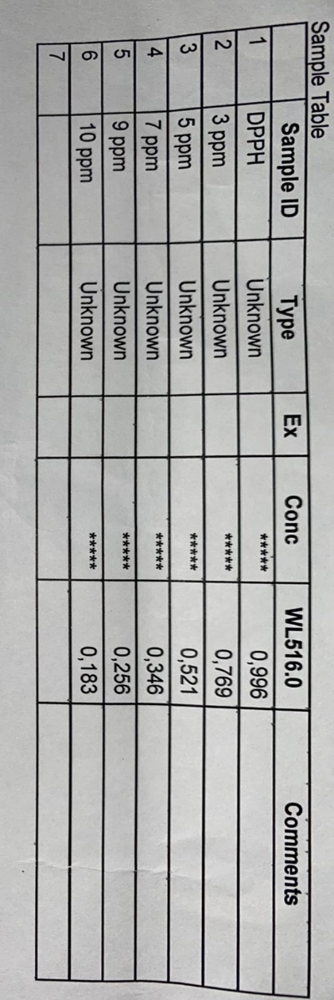 Sample Table
Sample ID Type Ex Conc WL516.0 Comments
1 DPPH Unknown ***** 0,996
2 3 ppm Unknown ***** 0,769
3 5 ppm Unknown ***** 0,521
4 7 ppm Unknown ***** 0,346
5 9 ppm Unknown ***** 0,256
6 10 ppm Unknown ***** 0,183
7